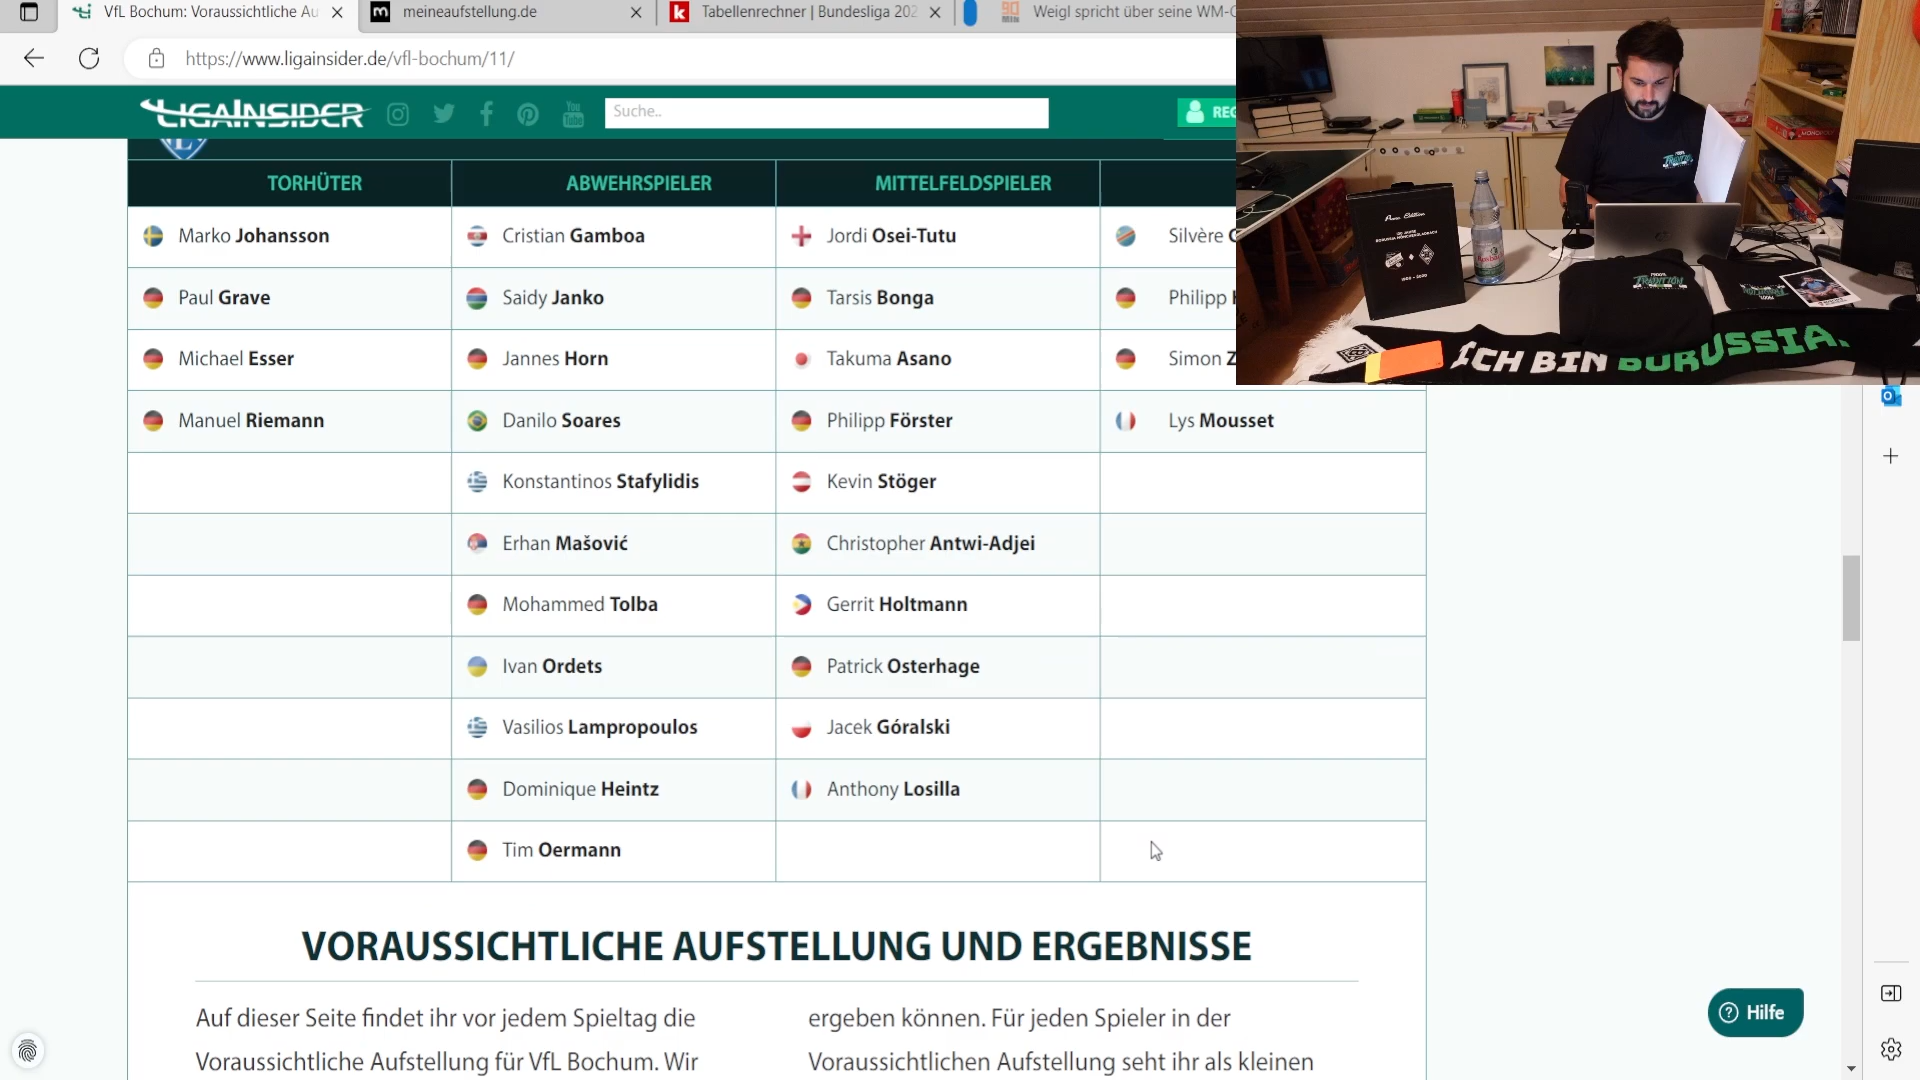 VfL Bochum: Voraussichtliche Au
meineaufstellung.de
Tabellenrechner | Bundesliga 202
Weigl spricht über seine WM-C
https://www.ligainsider.de/vfl-bochum/11/
LIGAINSIDER
Suche..
REG
TORHÜTER
ABWEHRSPIELER
MITTELFELDSPIELER
Marko Johansson
Cristian Gamboa
Jordi Osei-Tutu
Silvère
Paul Grave
Saidy Janko
Tarsis Bonga
Philipp
Michael Esser
Jannes Horn
Takuma Asano
Simon Z
Manuel Riemann
Danilo Soares
Philipp Förster
Lys Mousset
Konstantinos Stafylidis
Kevin Stöger
Erhan Mašović
Christopher Antwi-Adjei
Mohammed Tolba
Gerrit Holtmann
Ivan Ordets
Patrick Osterhage
Vasilios Lampropoulos
Jacek Góralski
Dominique Heintz
Anthony Losilla
Tim Oermann
VORAUSSICHTLICHE AUFSTELLUNG UND ERGEBNISSE
Auf dieser Seite findet ihr vor jedem Spieltag die
Voraussichtliche Aufstellung für VfL Bochum. Wir
ergeben können. Für jeden Spieler in der
Voraussichtlichen Aufstellung seht ihr als kleinen
Hilfe
ICH BIN BORUSSIA.
TRADITION
MONOPOLY
1900 - 2020